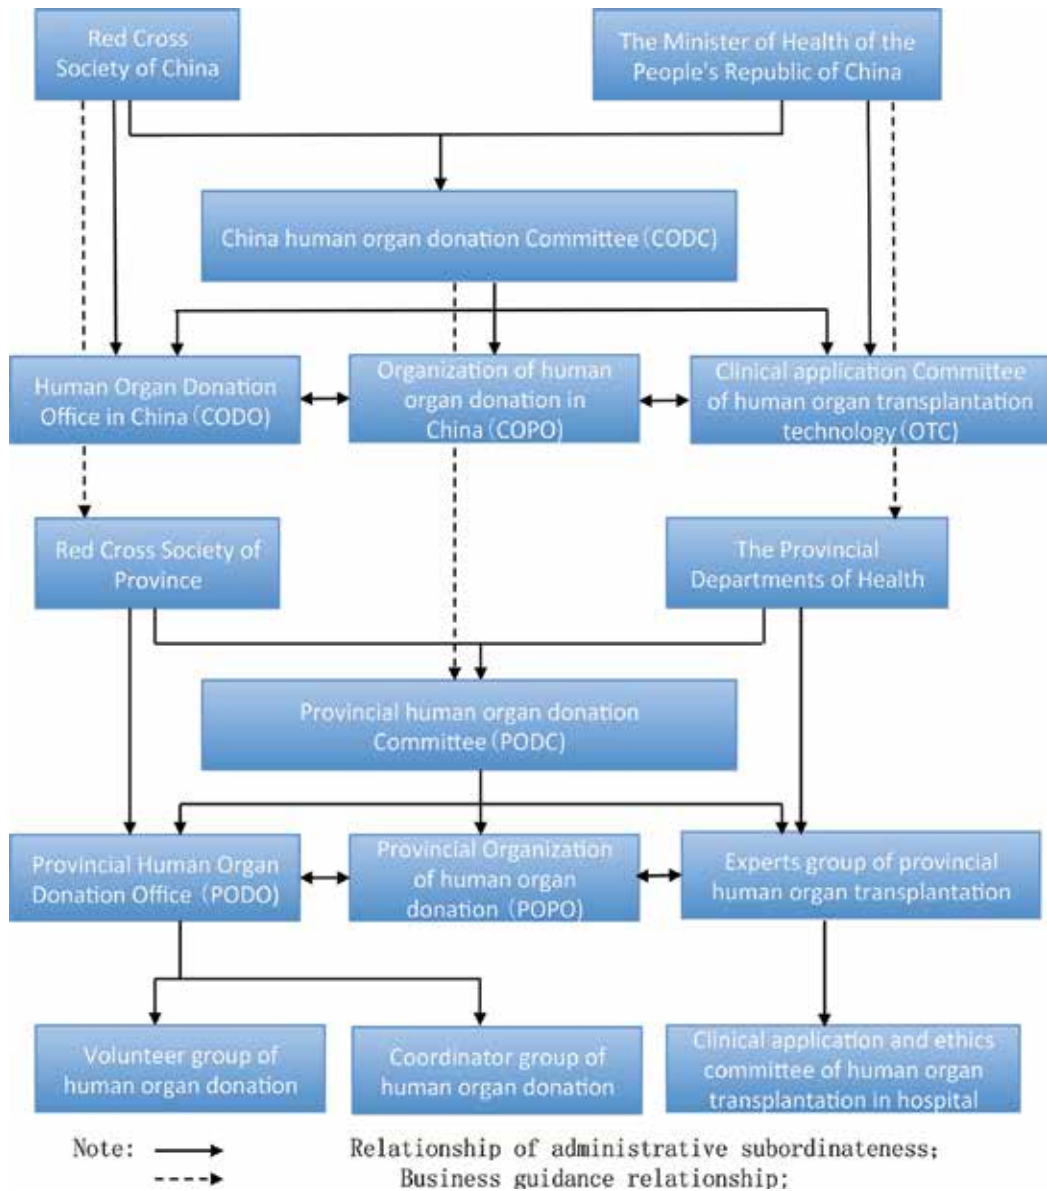 Red Cross
Society of China
The Minister of Health of the
People's Republic of China
China human organ donation Committee (CODC)
Human Organ Donation
Office in China (CODO)
Organization of human
organ donation in
China (COPO)
Clinical application Committee
of human organ transplantation
technology (OTC)
Red Cross Society of
Province
The Provincial
Departments of Health
Provincial human organ donation
Committee (PODC)
Provincial Human Organ
Donation Office (PODO)
Provincial Organization
of human organ
donation (POPO)
Experts group of provincial
human organ transplantation
Volunteer group of
human organ donation
Coordinator group of
human organ donation
Clinical application and ethics
committee of human organ
transplantation in hospital
Note: Relationship of administrative subordinateness;
Business guidance relationship;